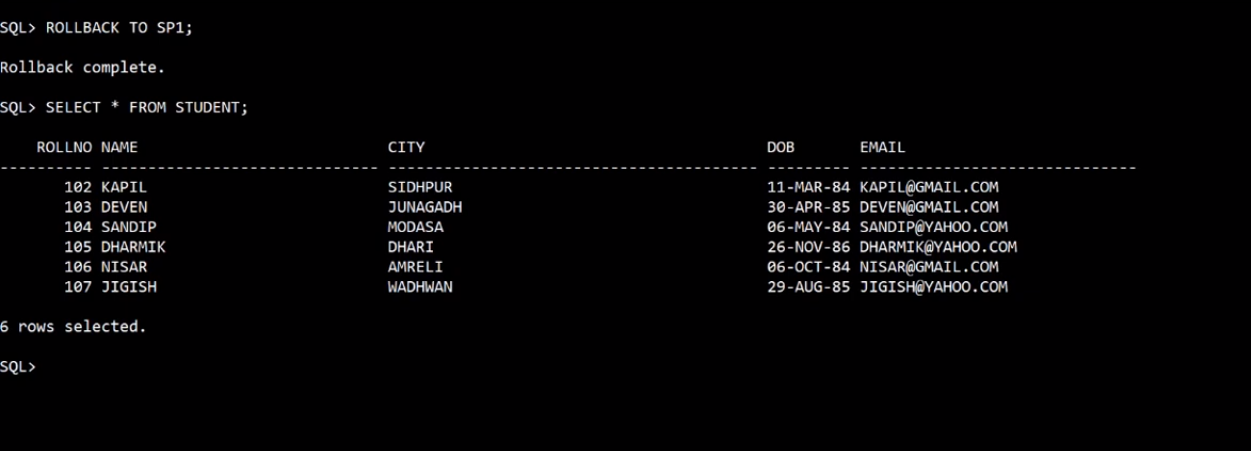 SQL> ROLLBACK TO SP1;
Rollback complete.
SQL> SELECT * FROM STUDENT;
ROLLNO NAME CITY DOB EMAIL
---------- ------------------------------ ---------------------------------------- --------- ------------------------------
102 KAPIL SIDHPUR 11-MAR-84 KAPIL@GMAIL.COM
103 DEVEN JUNAGADH 30-APR-85 DEVEN@GMAIL.COM
104 SANDIP MODASA 06-MAY-84 SANDIP@YAHOO.COM
105 DHARMIK DHARI 26-NOV-86 DHARMIK@YAHOO.COM
106 NISAR AMRELI 06-OCT-84 NISAR@GMAIL.COM
107 JIGISH WADHWAN 29-AUG-85 JIGISH@YAHOO.COM
6 rows selected.
SQL>